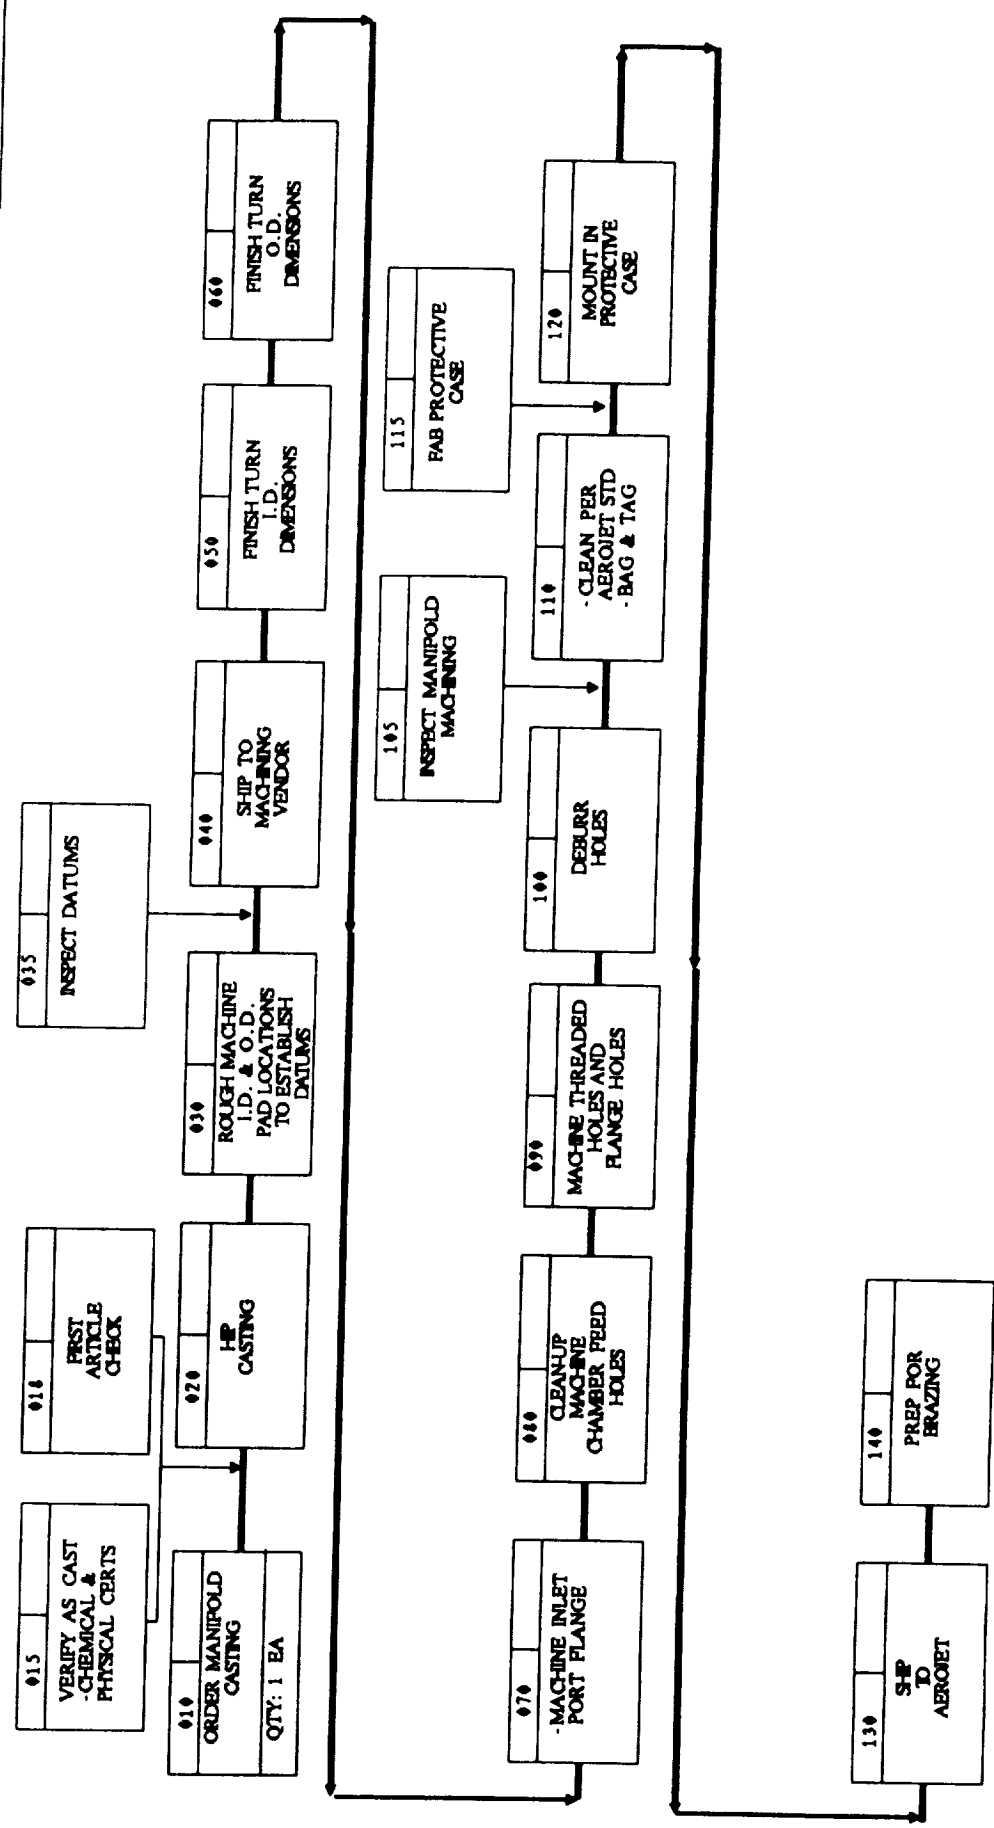 015
VERIFY AS CAST
- CHEMICAL &
PHYSICAL CERTS
018
FIRST
ARTICLE
CHECK
035
INSPECT DATUMS
010
ORDER MANIFOLD
CASTING
QTY: 1 EA
020
HIP
CASTING
030
ROUGH MACHINE
I.D. & O.D.
PAD LOCATIONS
TO ESTABLISH
DATUMS
040
SHIP TO
MACHINING
VENDOR
050
FINISH TURN
I.D.
DIMENSIONS
060
FINISH TURN
O.D.
DIMENSIONS
105
INSPECT MANIFOLD
MACHINING
115
FAB PROTECTIVE
CASE
070
- MACHINE INLET
PORT FLANGE
080
CLEAN-UP
MACHINE
CHAMBER FEED
HOLES
090
MACHINE THREADED
HOLES AND
FLANGE HOLES
100
DEBURR
HOLES
110
- CLEAN PER
AEROJET STD
- BAG & TAG
120
MOUNT IN
PROTECTIVE
CASE
130
SHIP
TO
AEROJET
140
PREP FOR
BRAZING